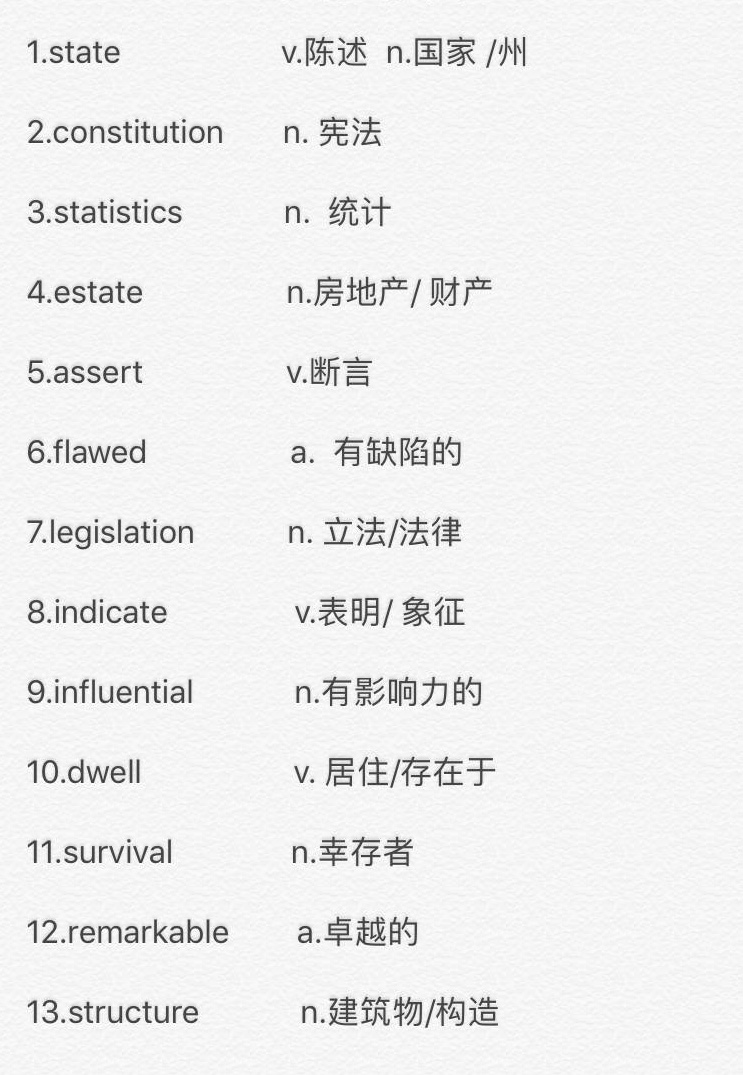 1.state v.陈述 n.国家 /州
2.constitution n. 宪法
3.statistics n. 统计
4.estate n.房地产/ 财产
5.assert v.断言
6.flawed a. 有缺陷的
7.legislation n. 立法/法律
8.indicate v.表明/ 象征
9.influential n.有影响力的
10.dwell v. 居住/存在于
11.survival n.幸存者
12.remarkable a.卓越的
13.structure n.建筑物/构造